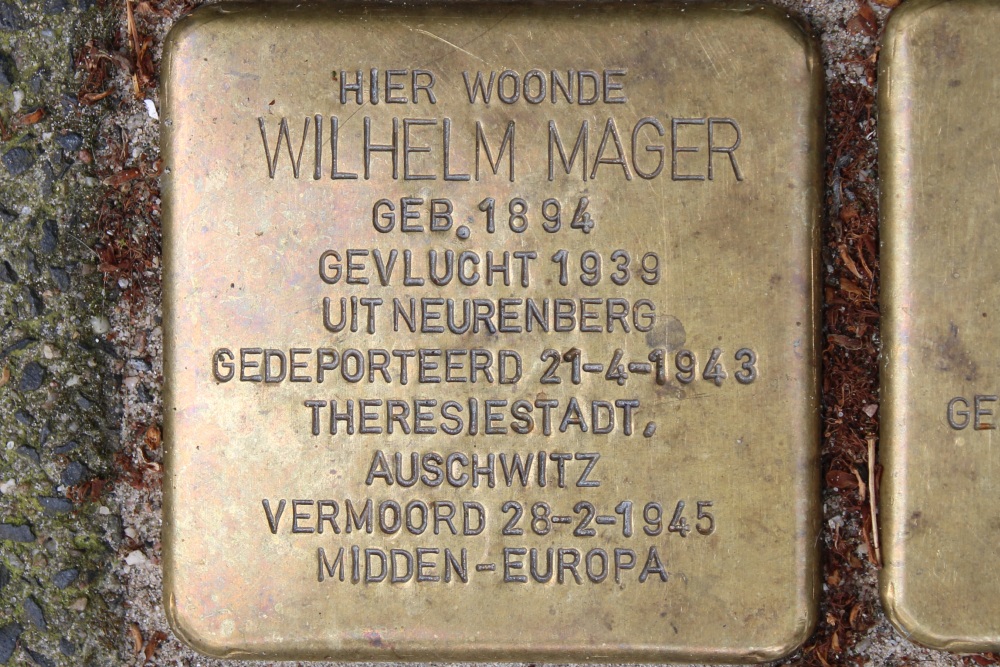 HIER WOONDE
WILHELM MAGER
GEB. 1894
GEVLUCHT 1939
UIT NEURENBERG
GEDEPORTEERD 21-4-1943
THERESIESTADT,
AUSCHWITZ
VERMOORD 28-2-1945
MIDDEN-EUROPA
GE